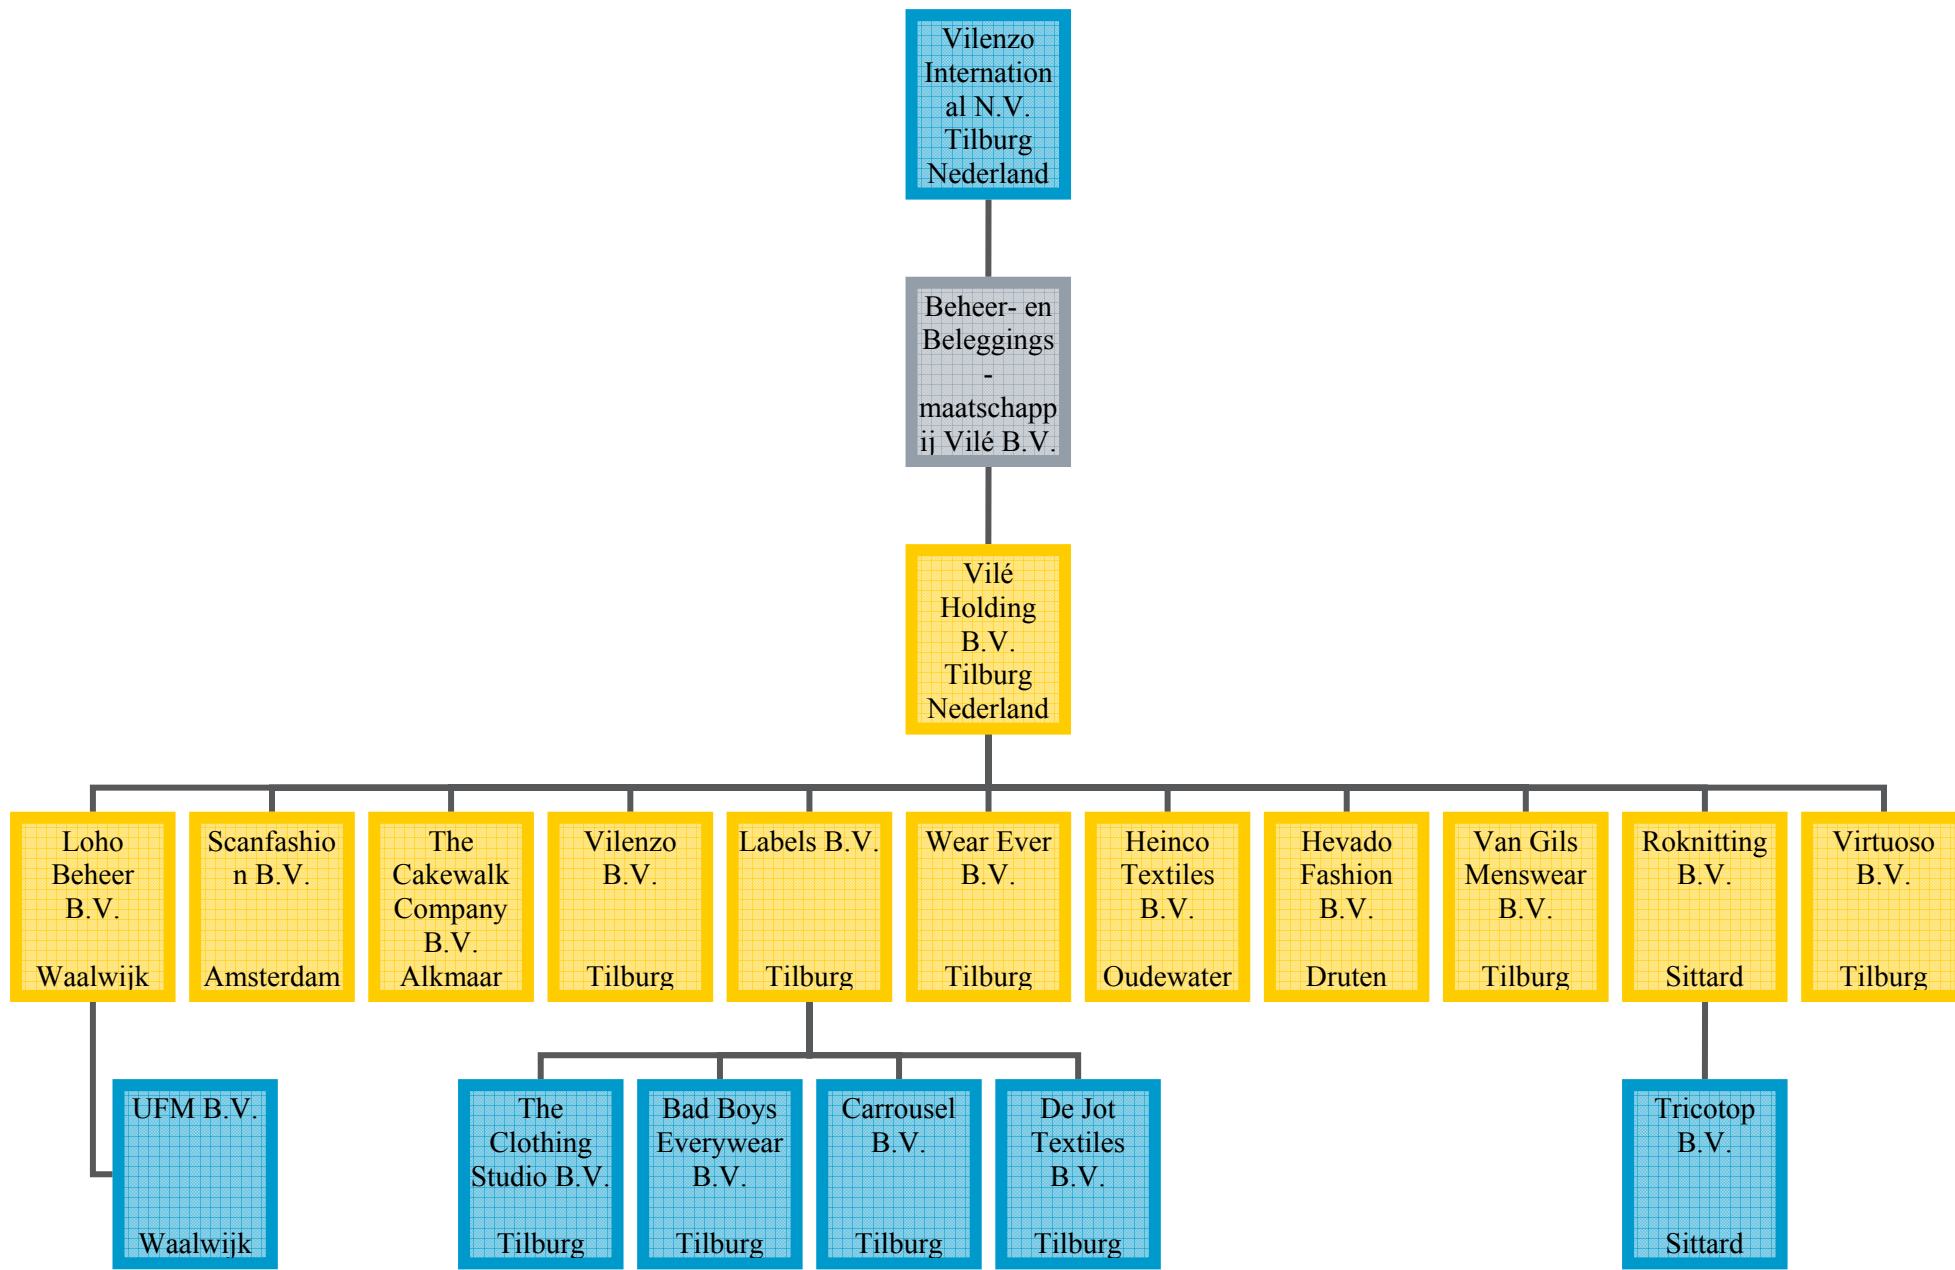 Vilenzo
Internation
al N.V.
Tilburg
Nederland
Beheer- en
Beleggings
-
maatschapp
ij Vilé B.V.
Vilé
Holding
B.V.
Tilburg
Nederland
Loho
Beheer
B.V.
Waalwijk
Scanfashio
n B.V.
Amsterdam
The
Cakewalk
Company
B.V.
Alkmaar
Vilenzo
B.V.
Tilburg
Labels B.V.
Tilburg
Wear Ever
B.V.
Tilburg
Heinco
Textiles
B.V.
Oudewater
Hevado
Fashion
B.V.
Druten
Van Gils
Menswear
B.V.
Tilburg
Roknitting
B.V.
Sittard
Virtuoso
B.V.
Tilburg
UFM B.V.
Waalwijk
The
Clothing
Studio B.V.
Tilburg
Bad Boys
Everywear
B.V.
Tilburg
Carrousel
B.V.
Tilburg
De Jot
Textiles
B.V.
Tilburg
Tricotop
B.V.
Sittard